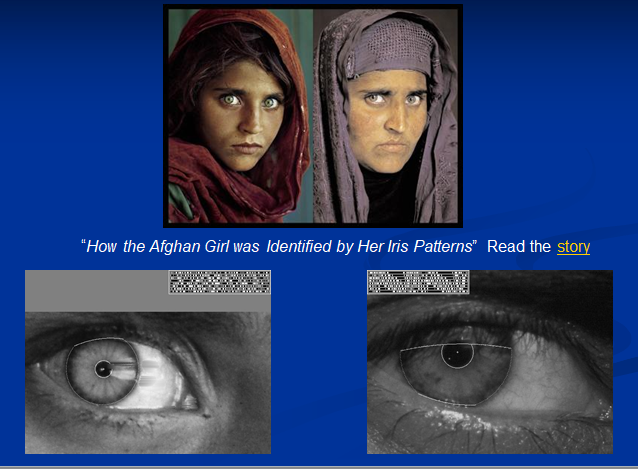 “How the Afghan Girl was Identified by Her Iris Patterns”  Read the story